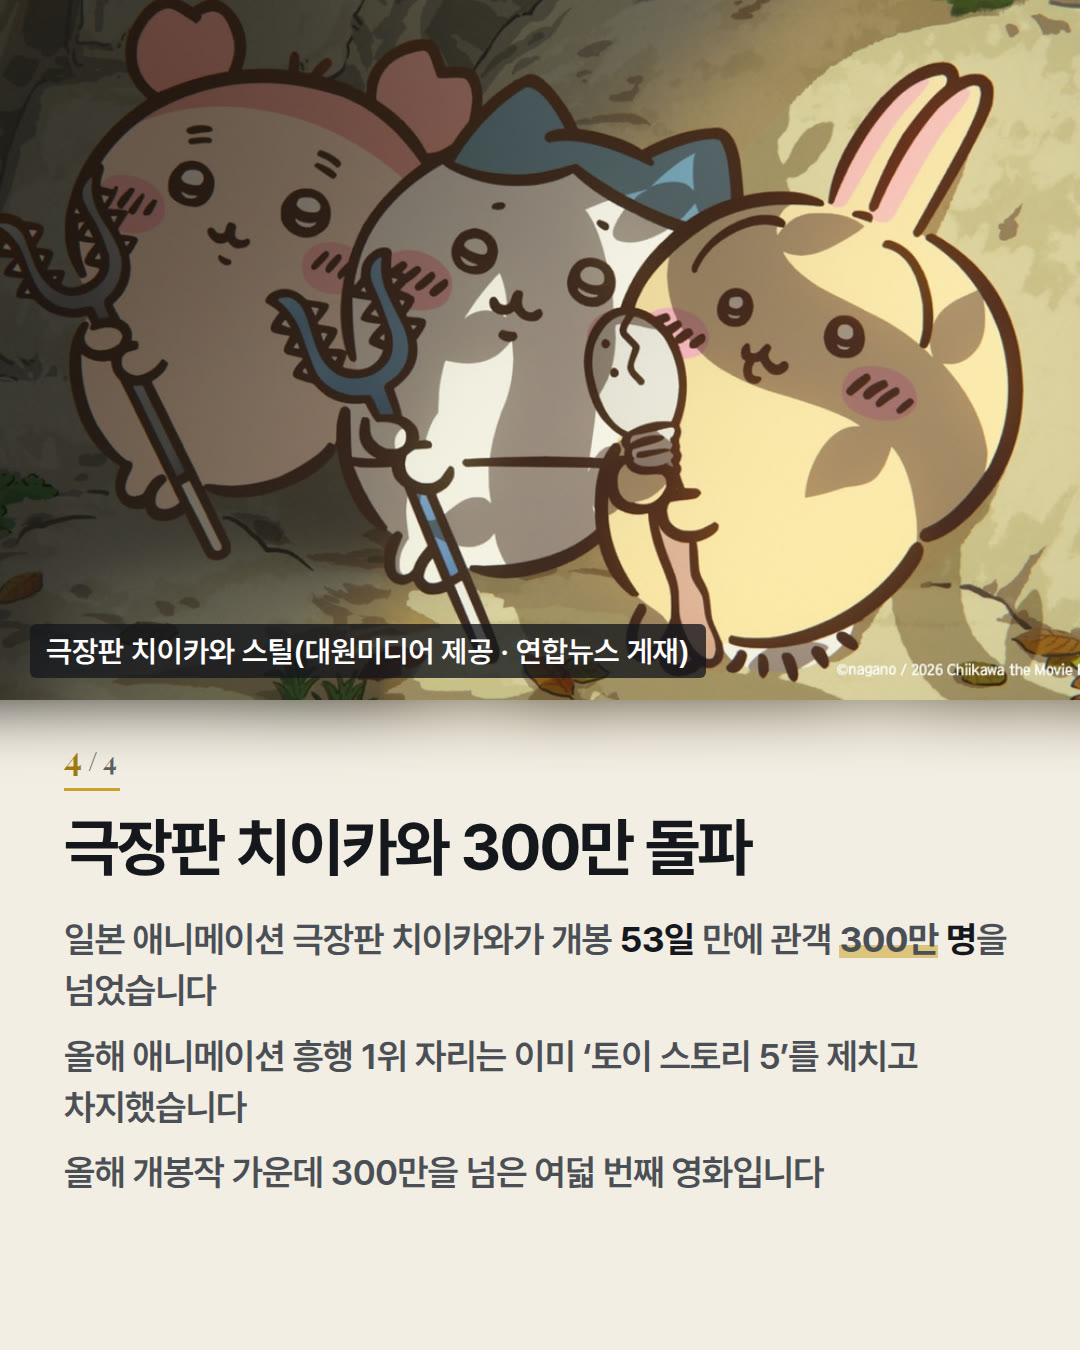 극장판 치이카와 스틸(대원미디어 제공 · 연합뉴스 게재)
©nagano / 2026 Chiikawa the Movie
4 / 4
극장판 치이카와 300만 돌파
일본 애니메이션 극장판 치이카와가 개봉 53일 만에 관객 300만 명을
넘었습니다
올해 애니메이션 흥행 1위 자리는 이미 ‘토이 스토리 5’를 제치고
차지했습니다
올해 개봉작 가운데 300만을 넘은 여덟 번째 영화입니다